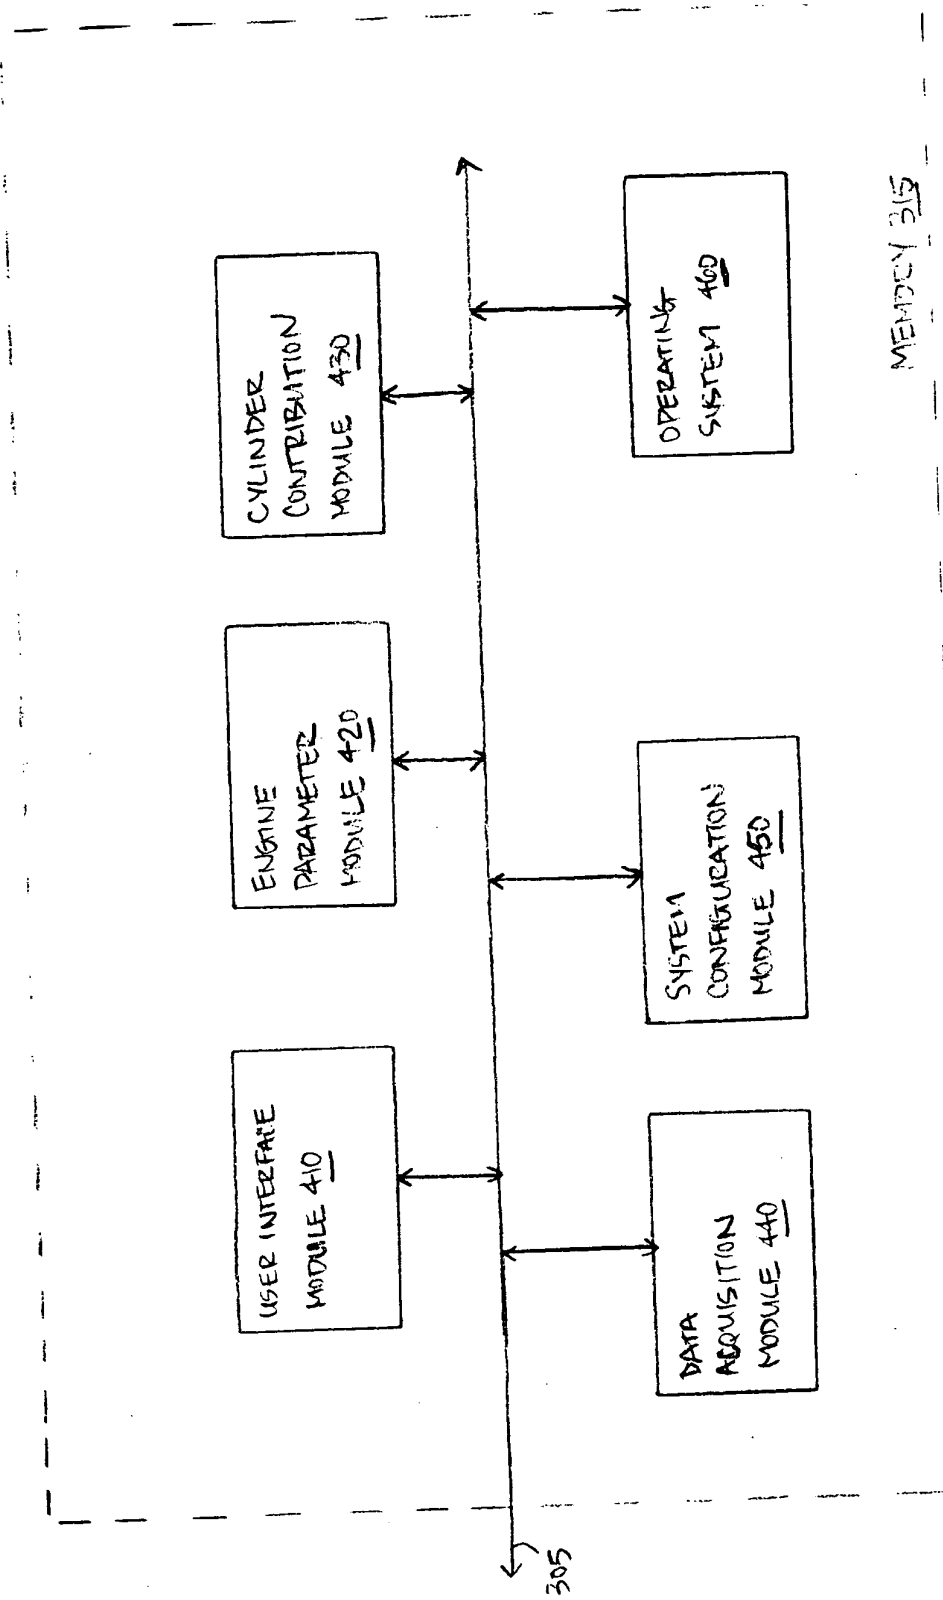 USER INTERFACE
MODULE 410
ENGINE
PARAMETER
MODULE 420
CYLINDER
CONTRIBUTION
MODULE 430
305
DATA
ACQUISITION
MODULE 440
SYSTEM
CONFIGURATION
MODULE 450
OPERATING
SYSTEM 460
MEMORY 315